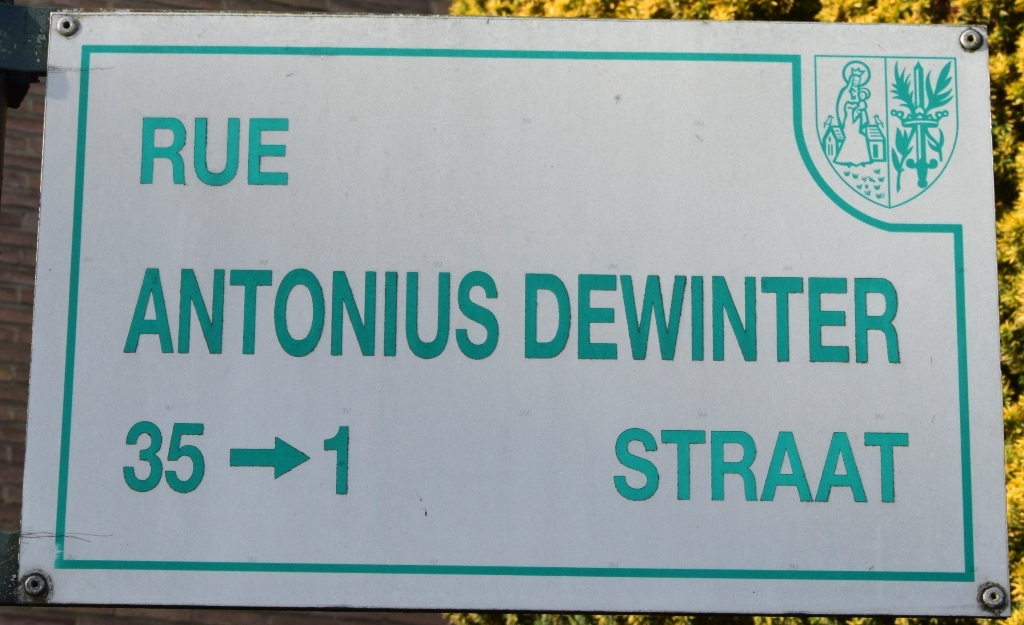 RUE
ANTONIUS DEWINTER
35 → 1 STRAAT